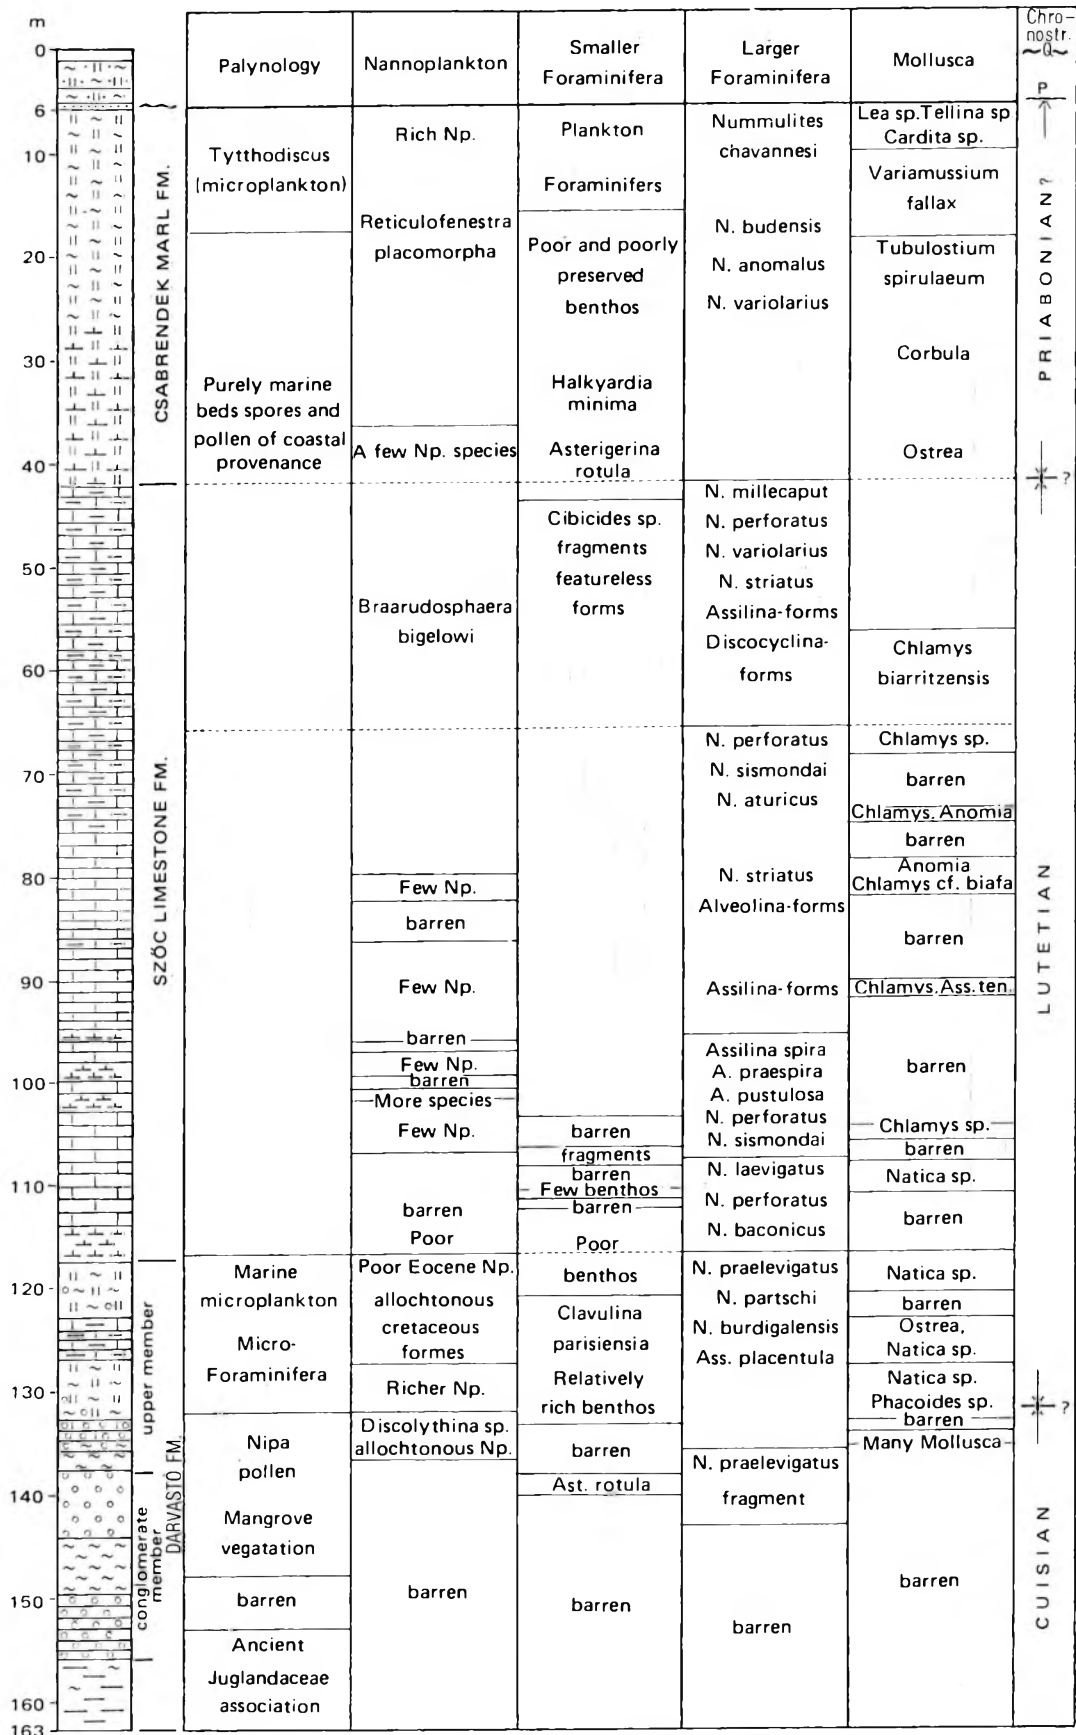 m
0
6
10
20
30
40
50
60
70
80
90
100
110
120
130
140
150
160
163
CSABRENDEK MARL FM.
SZŐC LIMESTONE FM.
upper member
conglomerate
member
DARVASTÓ FM.
Palynology
Tytthodiscus
(microplankton)
Purely marine
beds spores and
pollen of coastal
provenance
Marine
microplankton
Micro-
Foraminifera
Nipa
pollen
Mangrove
vegatation
barren
Ancient
Juglandaceae
association
Nannoplankton
Rich Np.
Reticulofenestra
placomorpha
A few Np. species
Braarudosphaera
bigelowi
Few Np.
barren
Few Np.
barren
Few Np.
barren
More species
Few Np.
barren
Poor
Poor Eocene Np.
allochtonous
cretaceous
formes
Richer Np.
Discolythina sp.
allochtonous Np.
barren
Smaller
Foraminifera
Plankton
Foraminifers
Poor and poorly
preserved
benthos
Halkyardia
minima
Asterigerina
rotula
Cibicides sp.
fragments
featureless
forms
barren
fragments
barren
Few benthos
barren
Poor
benthos
Clavulina
parisiensia
Relatively
rich benthos
barren
Ast. rotula
barren
Larger
Foraminifera
Nummulites
chavannesi
N. budensis
N. anomalus
N. variolarius
N. millecaput
N. perforatus
N. variolarius
N. striatus
Assilina-forms
Discocyclina-
forms
N. perforatus
N. sismondai
N. aturicus
N. striatus
Alveolina-forms
Assilina-forms
Assilina spira
A. praespira
A. pustulosa
N. perforatus
N. sismondai
N. laevigatus
N. perforatus
N. baconicus
N. praelevigatus
N. partschi
N. burdigalensis
Ass. placentula
N. praelevigatus
fragment
barren
Mollusca
Lea sp. Tellina sp
Cardita sp.
Variamussium
fallax
Tubulostium
spirulaeum
Corbula
Ostrea
Chlamys
biarritzensis
Chlamys sp.
barren
Chlamys. Anomia
barren
Anomia
Chlamys cf. biafa
barren
Chlamys. Ass. ten.
barren
Chlamys sp.
barren
Natica sp.
barren
Natica sp.
barren
Ostrea,
Natica sp.
Natica sp.
Phacoides sp.
barren
Many Mollusca
barren
Chro-
nostr.
Q
P
PRIABONIAN?
?
LUTETIAN
?
CUISIAN